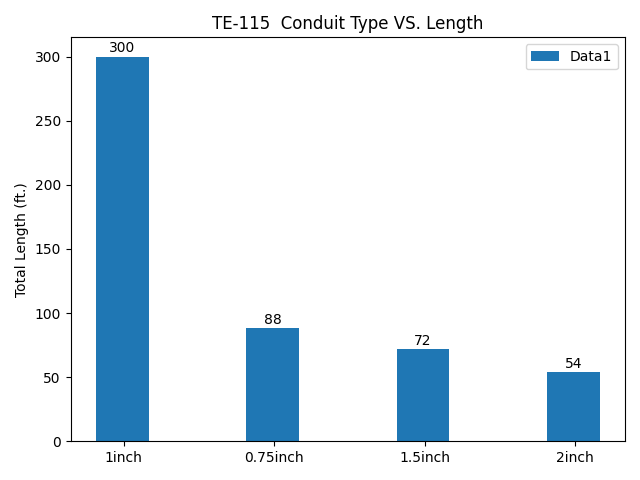 TE-115  Conduit Type VS. Length
Data1
Total Length (ft.)
300
250
200
150
100
50
0
300
88
72
54
1inch
0.75inch
1.5inch
2inch